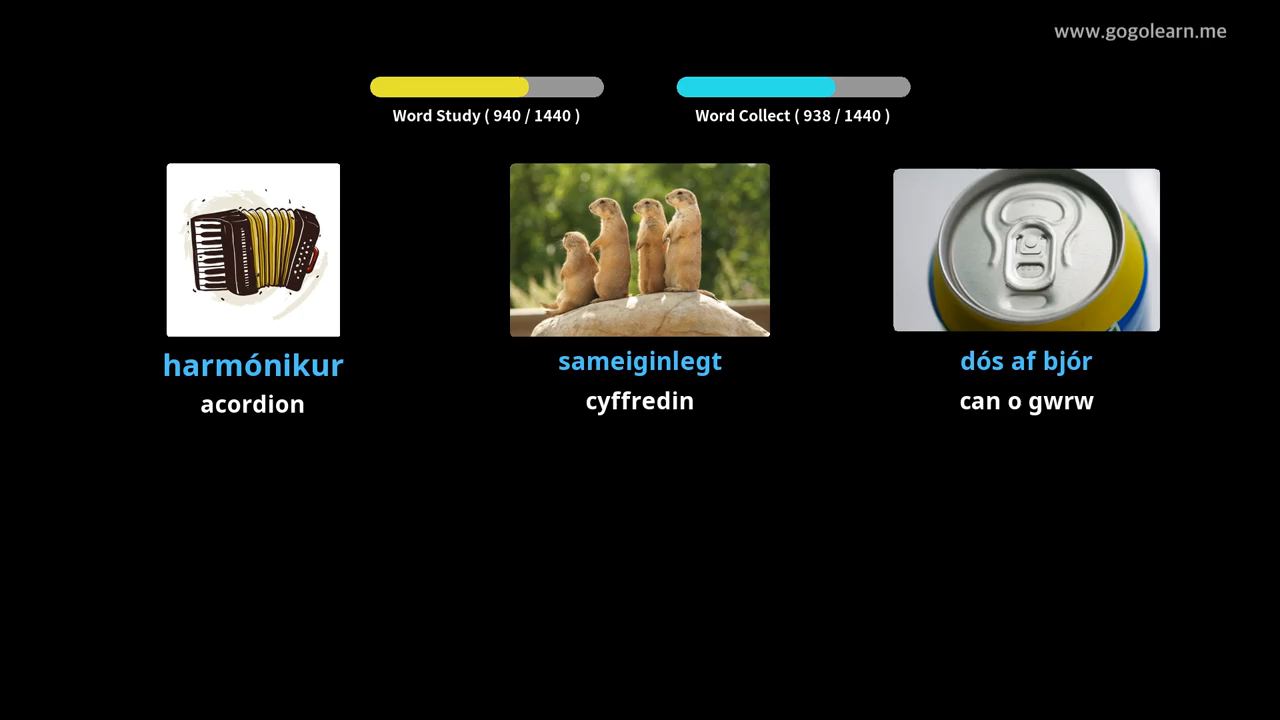 www.gogolearn.me
Word Study ( 940 / 1440 )
Word Collect ( 938 / 1440 )
harmónikur
acordion
sameiginlegt
cyffredin
dós af bjór
can o gwrw